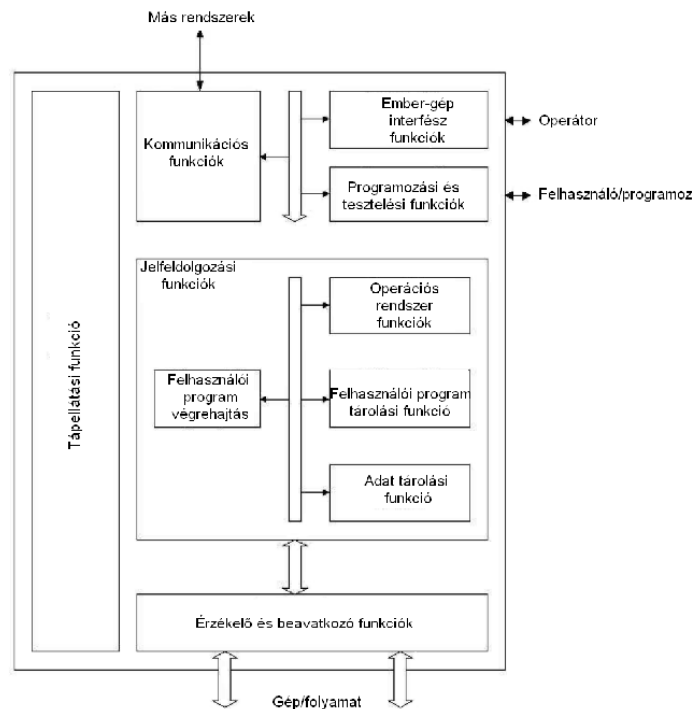 Más rendszerek
Ember-gép
interfész
funkciók
Operátor
Kommunikációs
funkciók
Programozási és
tesztelési funkciók
Felhasználó/programoz
Jelfeldolgozási
funkciók
Operációs
rendszer
funkciók
Tápellátási funkció
Felhasználói
program
végrehajtás
Felhasználói program
tárolási funkció
Adat tárolási
funkció
Érzékelő és beavatkozó funkciók
Gép/folyamat